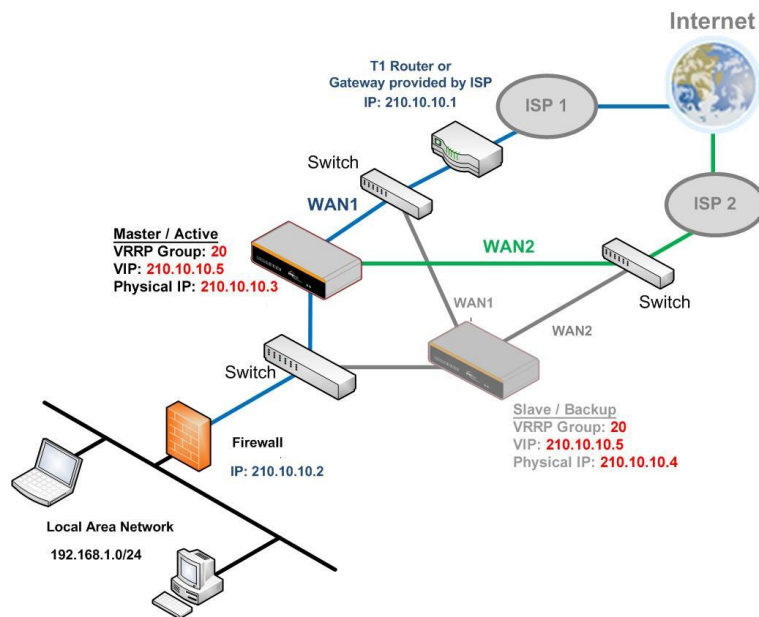 Internet
T1 Router or
Gateway provided by ISP
IP: 210.10.10.1
ISP 1
Switch
WAN1
ISP 2
Master / Active
VRRP Group: 20
VIP: 210.10.10.5
Physical IP: 210.10.10.3
WAN2
Switch
WAN1
WAN2
Switch
Slave / Backup
VRRP Group: 20
VIP: 210.10.10.5
Physical IP: 210.10.10.4
Firewall
IP: 210.10.10.2
Local Area Network
192.168.1.0/24